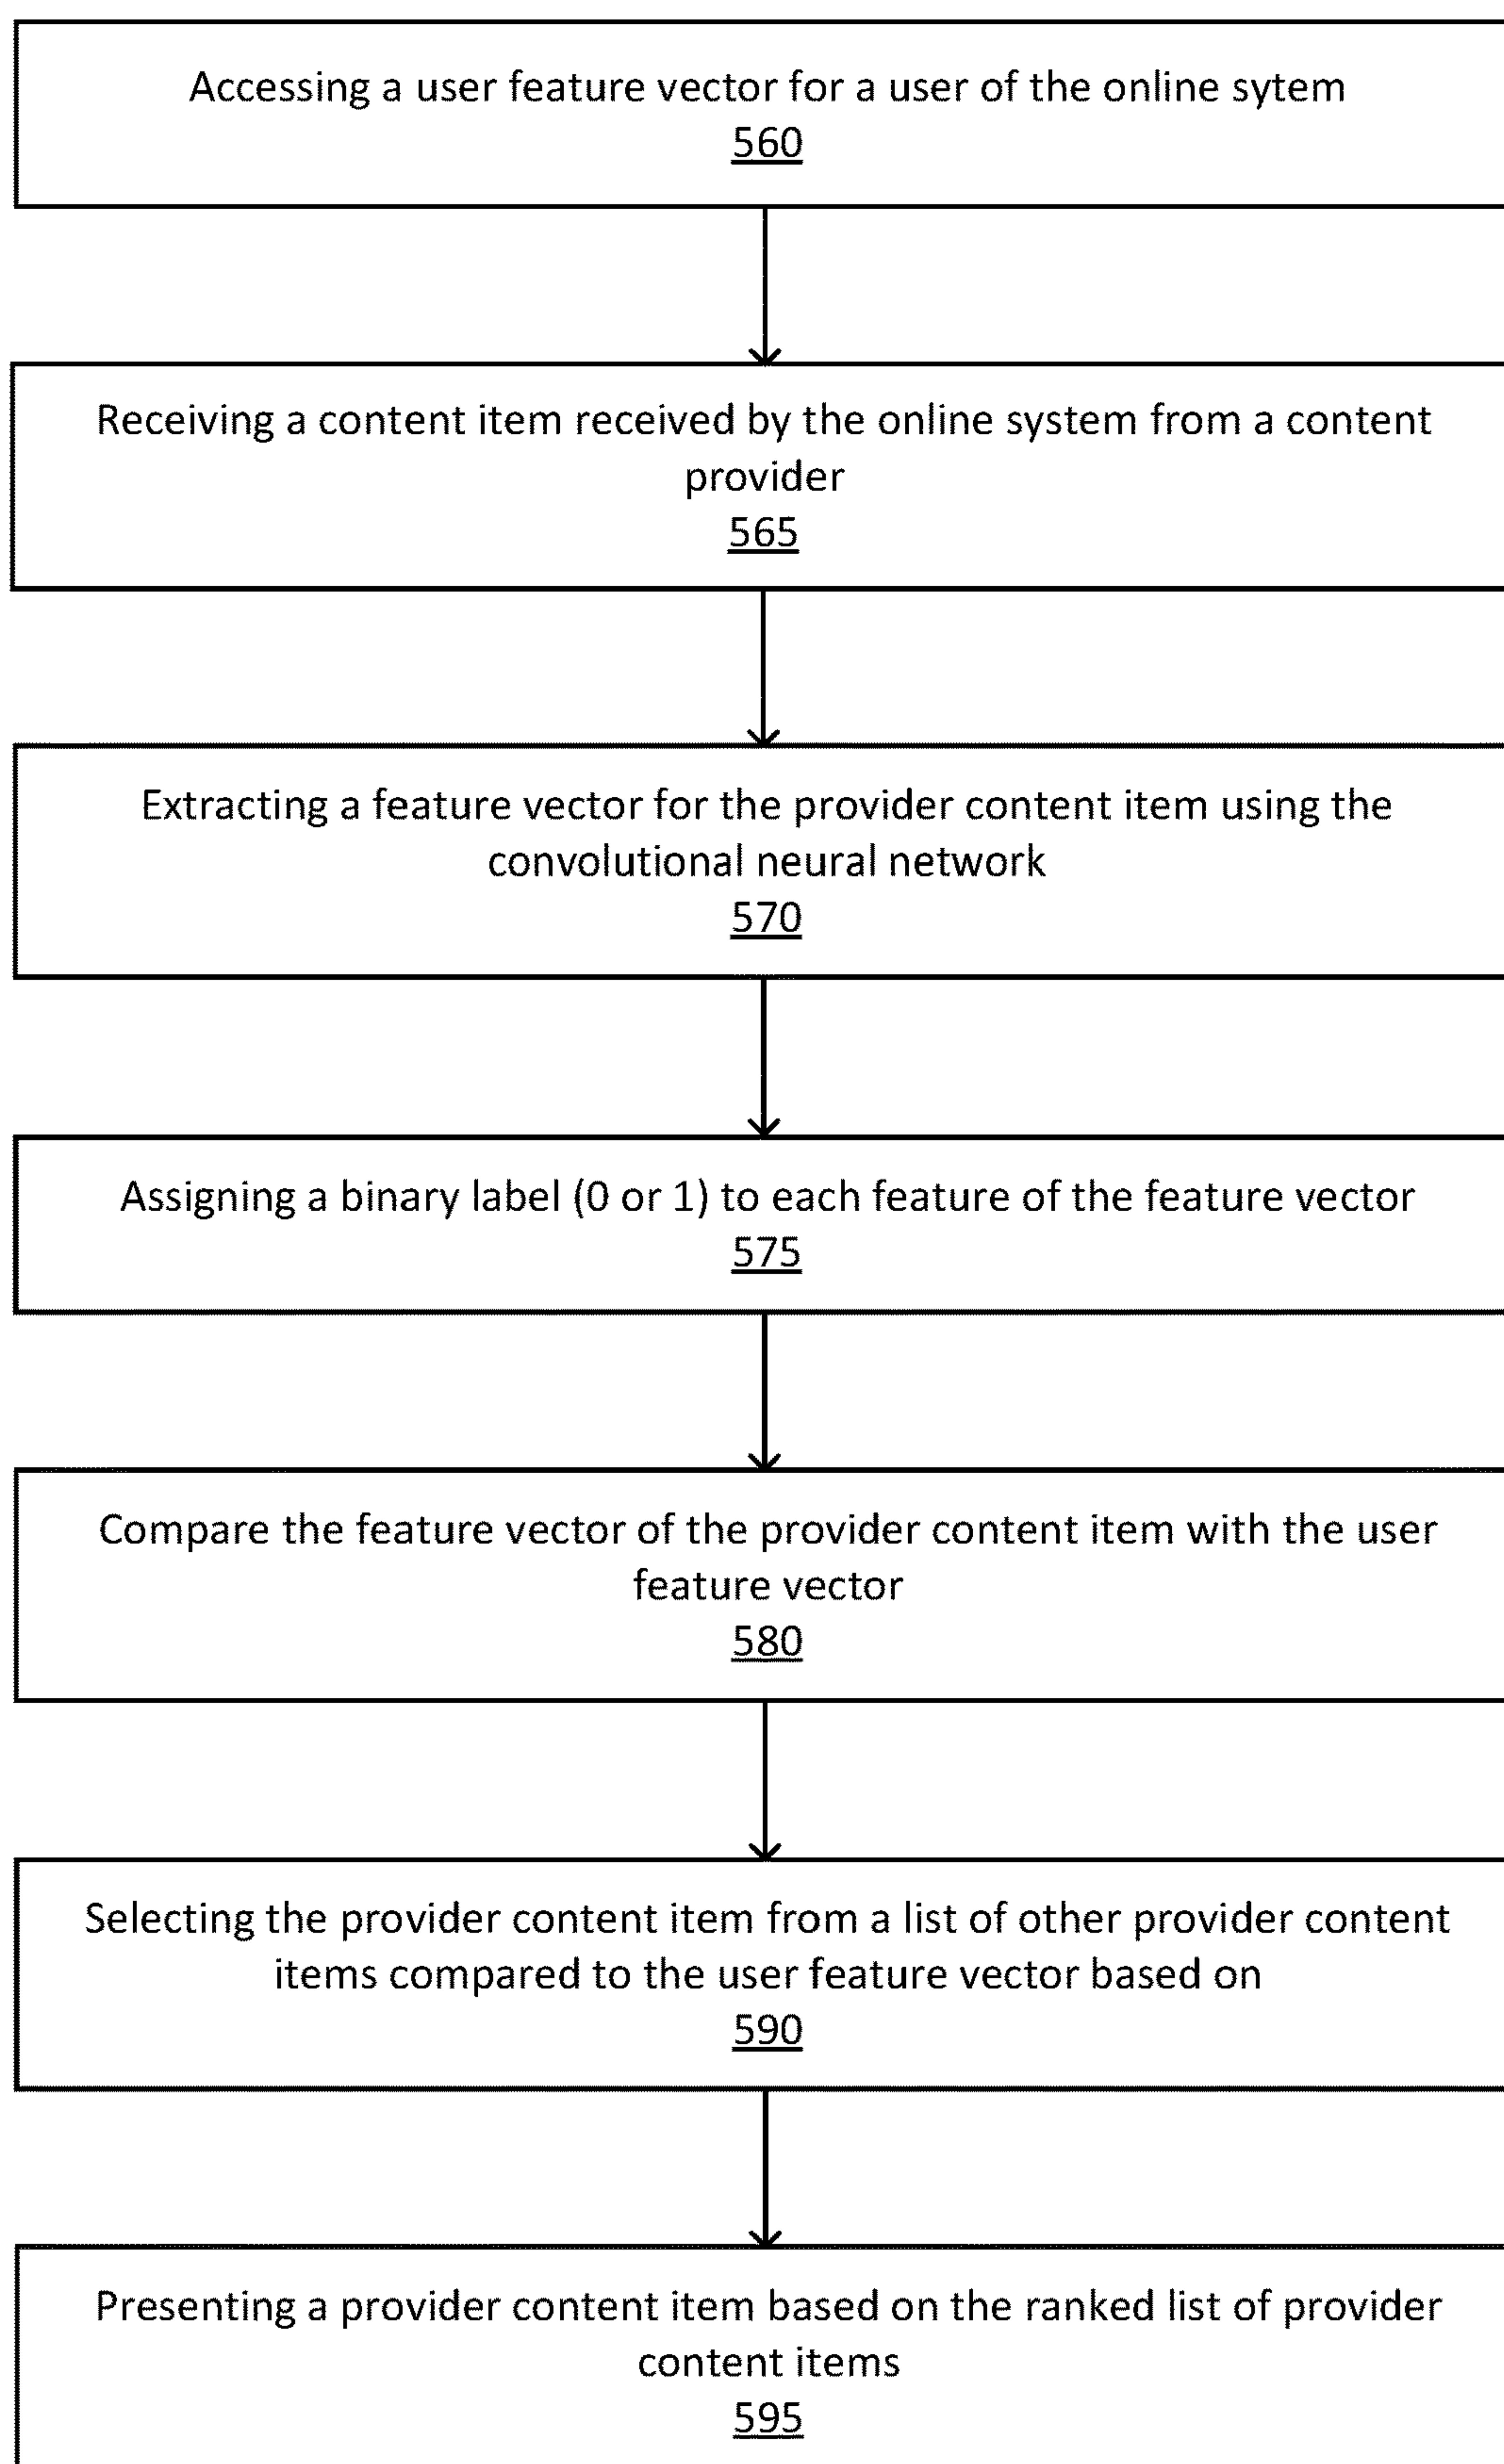 Accessing a user feature vector for a user of the online sytem
560
Receiving a content item received by the online system from a content
provider
565
Extracting a feature vector for the provider content item using the
convolutional neural network
570
Assigning a binary label (0 or 1) to each feature of the feature vector
575
Compare the feature vector of the provider content item with the user
feature vector
580
Selecting the provider content item from a list of other provider content
items compared to the user feature vector based on
590
Presenting a provider content item based on the ranked list of provider
content items
595